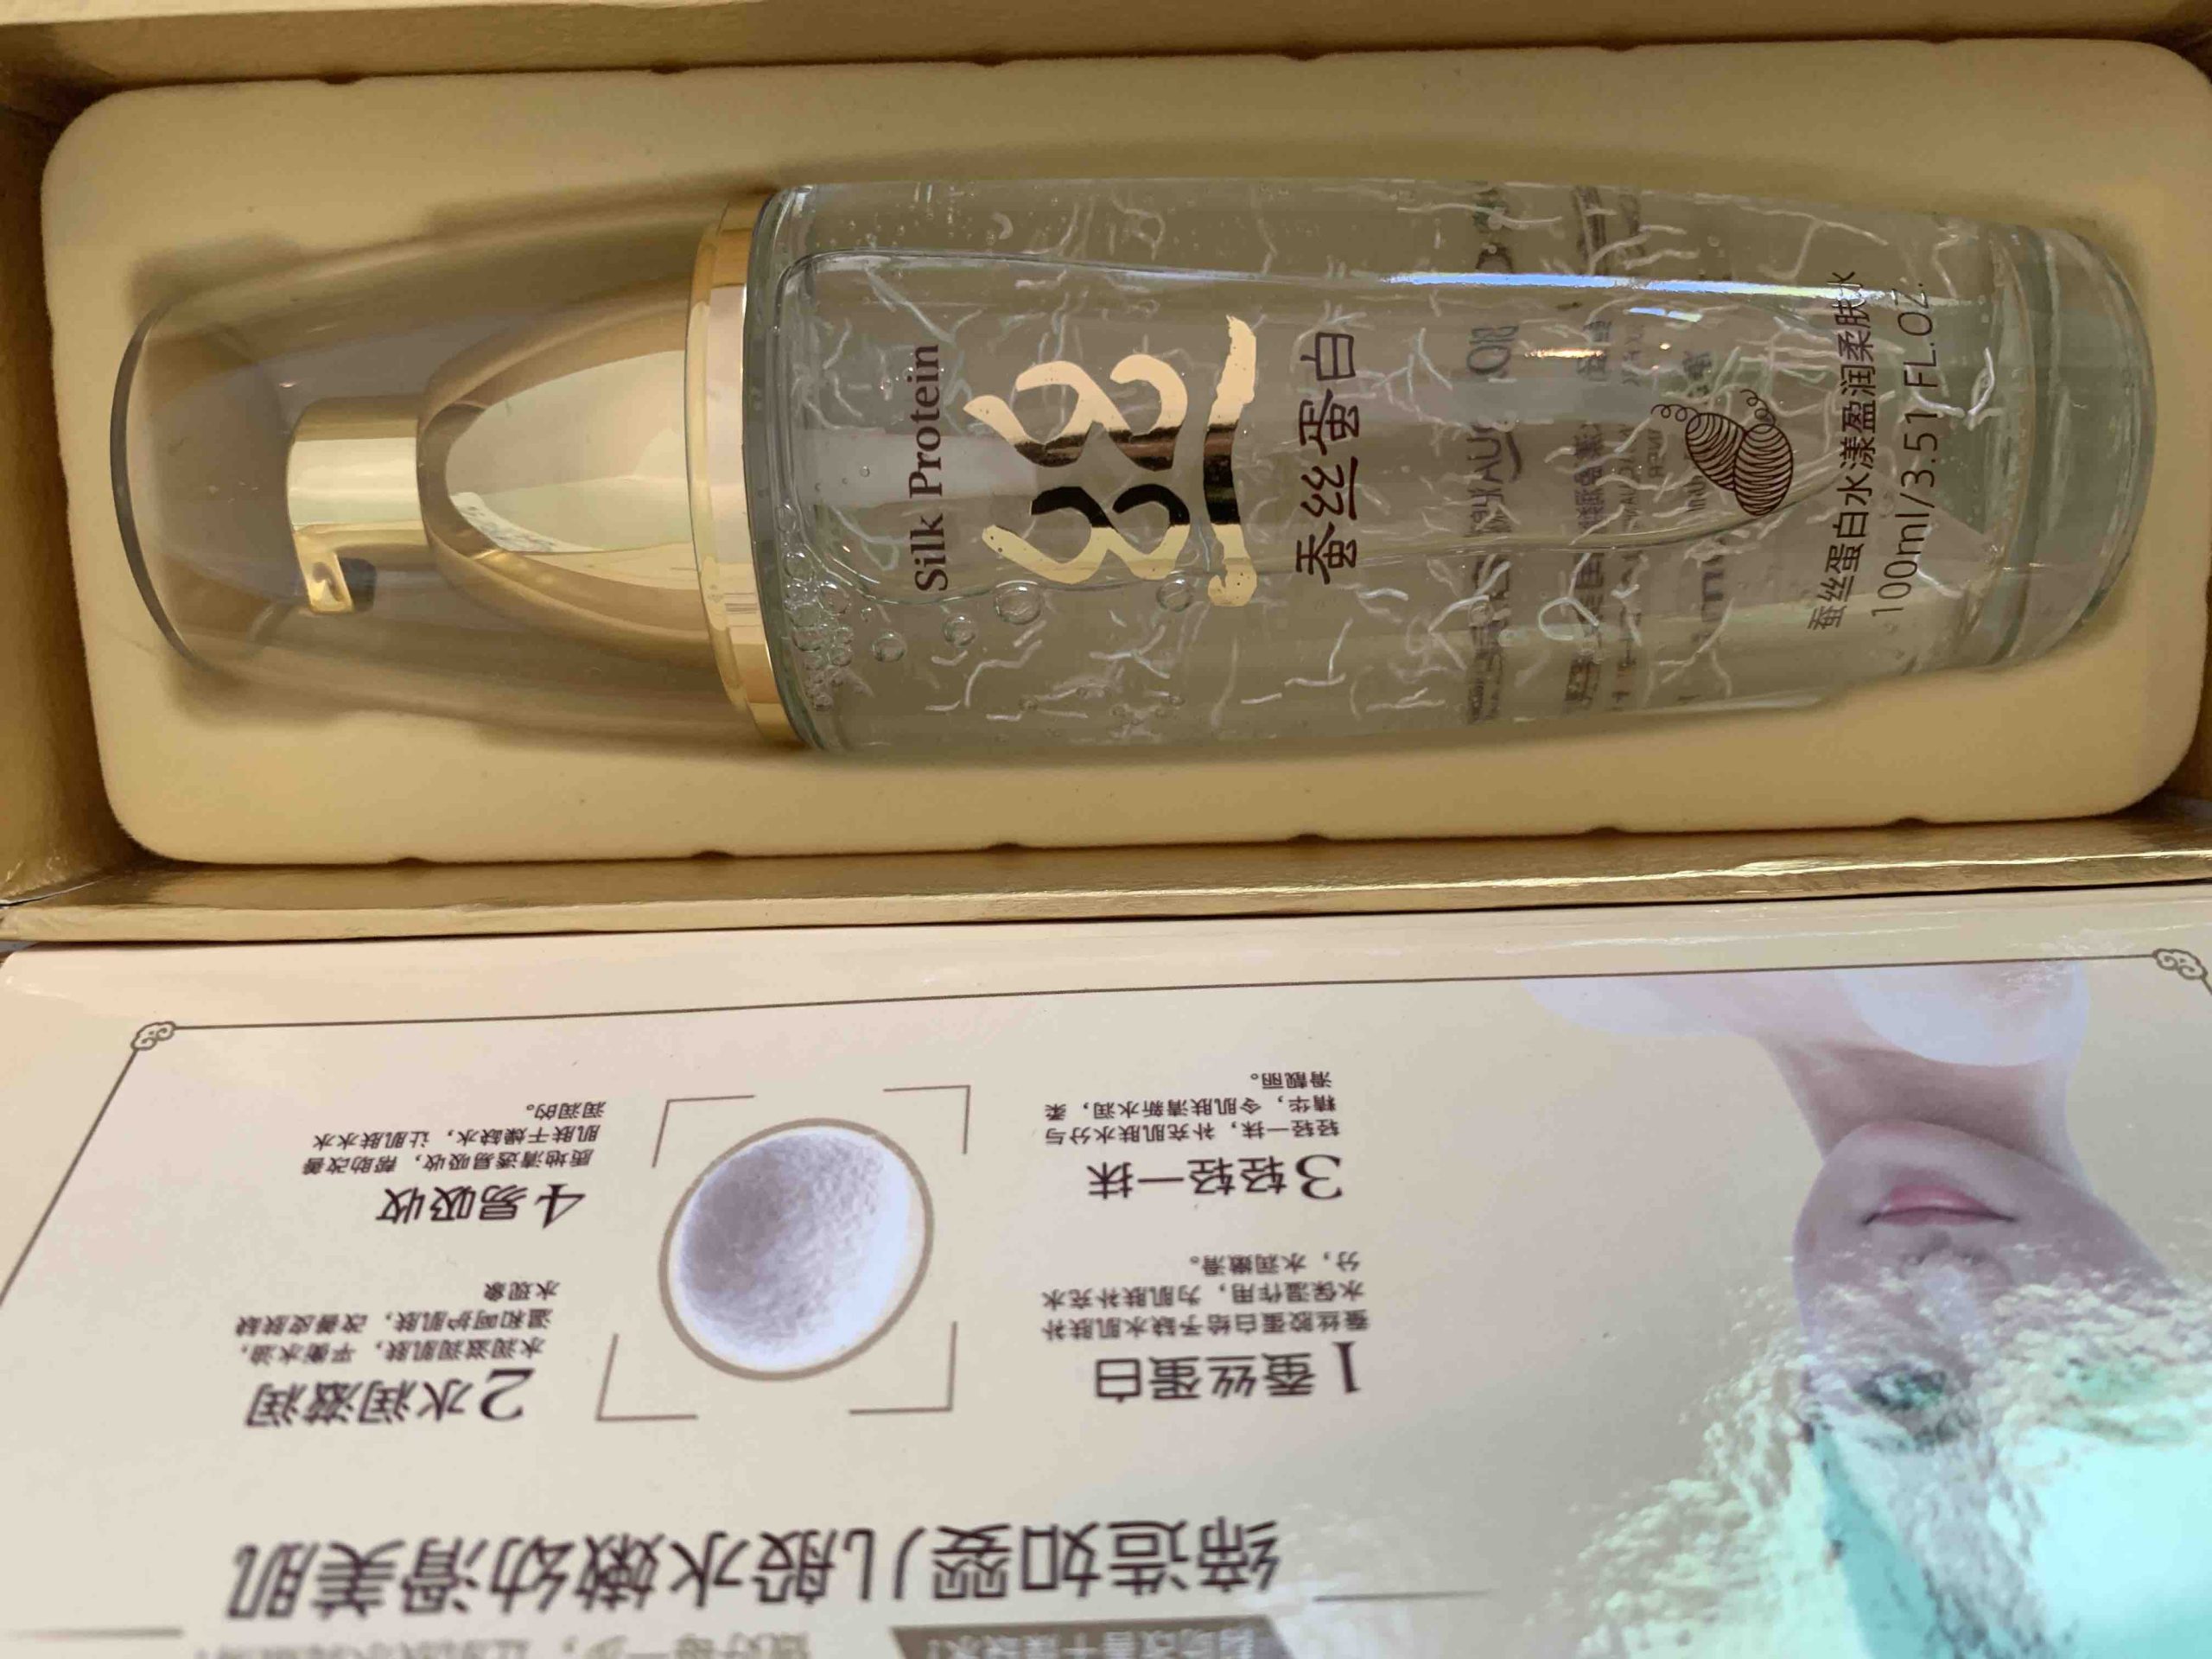 Silk Protein
丝
蚕丝蛋白
蚕丝蛋白水漾盈润柔肤水
100ml/3.51 FL.OZ.
缔造如婴儿般水嫩幼滑美肌
1蚕丝蛋白
蚕丝胶蛋白给予缺水肌肤补
水保湿作用，为肌肤补充水
分，水润嫩滑。
2水润滋润
水润滋润肌肤，平衡水油，
温和呵护肌肤，改善皮肤缺
水现象
3轻轻一抹
轻轻一抹，补充肌肤水分与
精华，令肌肤清新水润，柔
滑靓丽。
4易吸收
质地清透易吸收，帮助改善
肌肤干燥缺水，让肌肤水水
润润的。